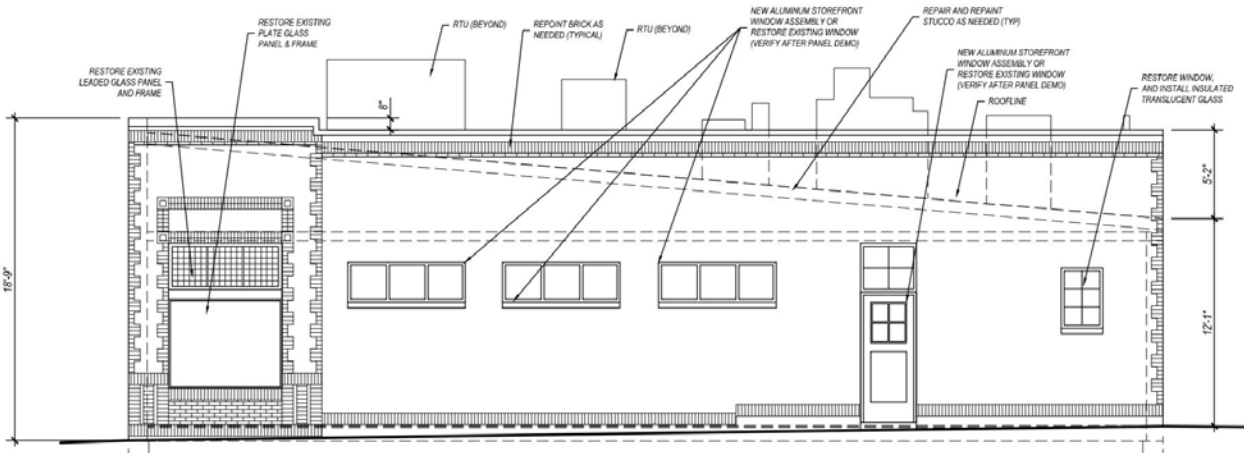 RESTORE EXISTING
PLATE GLASS
PANEL & FRAME
RESTORE EXISTING
LEADED GLASS PANEL
AND FRAME
RTU (BEYOND)
REPOINT BRICK AS
NEEDED (TYPICAL)
RTU (BEYOND)
NEW ALUMINUM STOREFRONT
WINDOW ASSEMBLY OR
RESTORE EXISTING WINDOW
(VERIFY AFTER PANEL DEMO)
REPAIR AND REPAINT
STUCCO AS NEEDED (TYP)
NEW ALUMINUM STOREFRONT
WINDOW ASSEMBLY OR
RESTORE EXISTING WINDOW
(VERIFY AFTER PANEL DEMO)
ROOFLINE
RESTORE WINDOW,
AND INSTALL INSULATED
TRANSLUCENT GLASS
8"
18'-9"
5'-2"
12'-1"